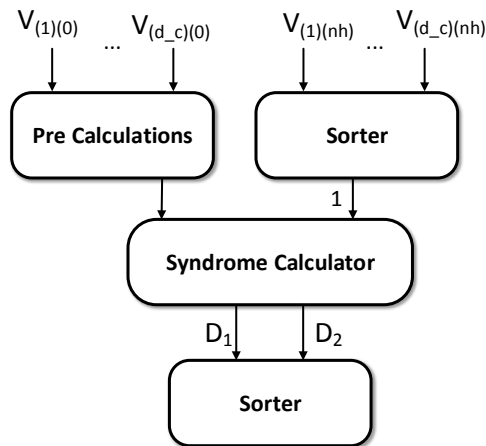 V(1)(0) ... V(d_c)(0) V(1)(nh) ... V(d_c)(nh)
Pre Calculations Sorter
1
Syndrome Calculator
D1 D2
Sorter